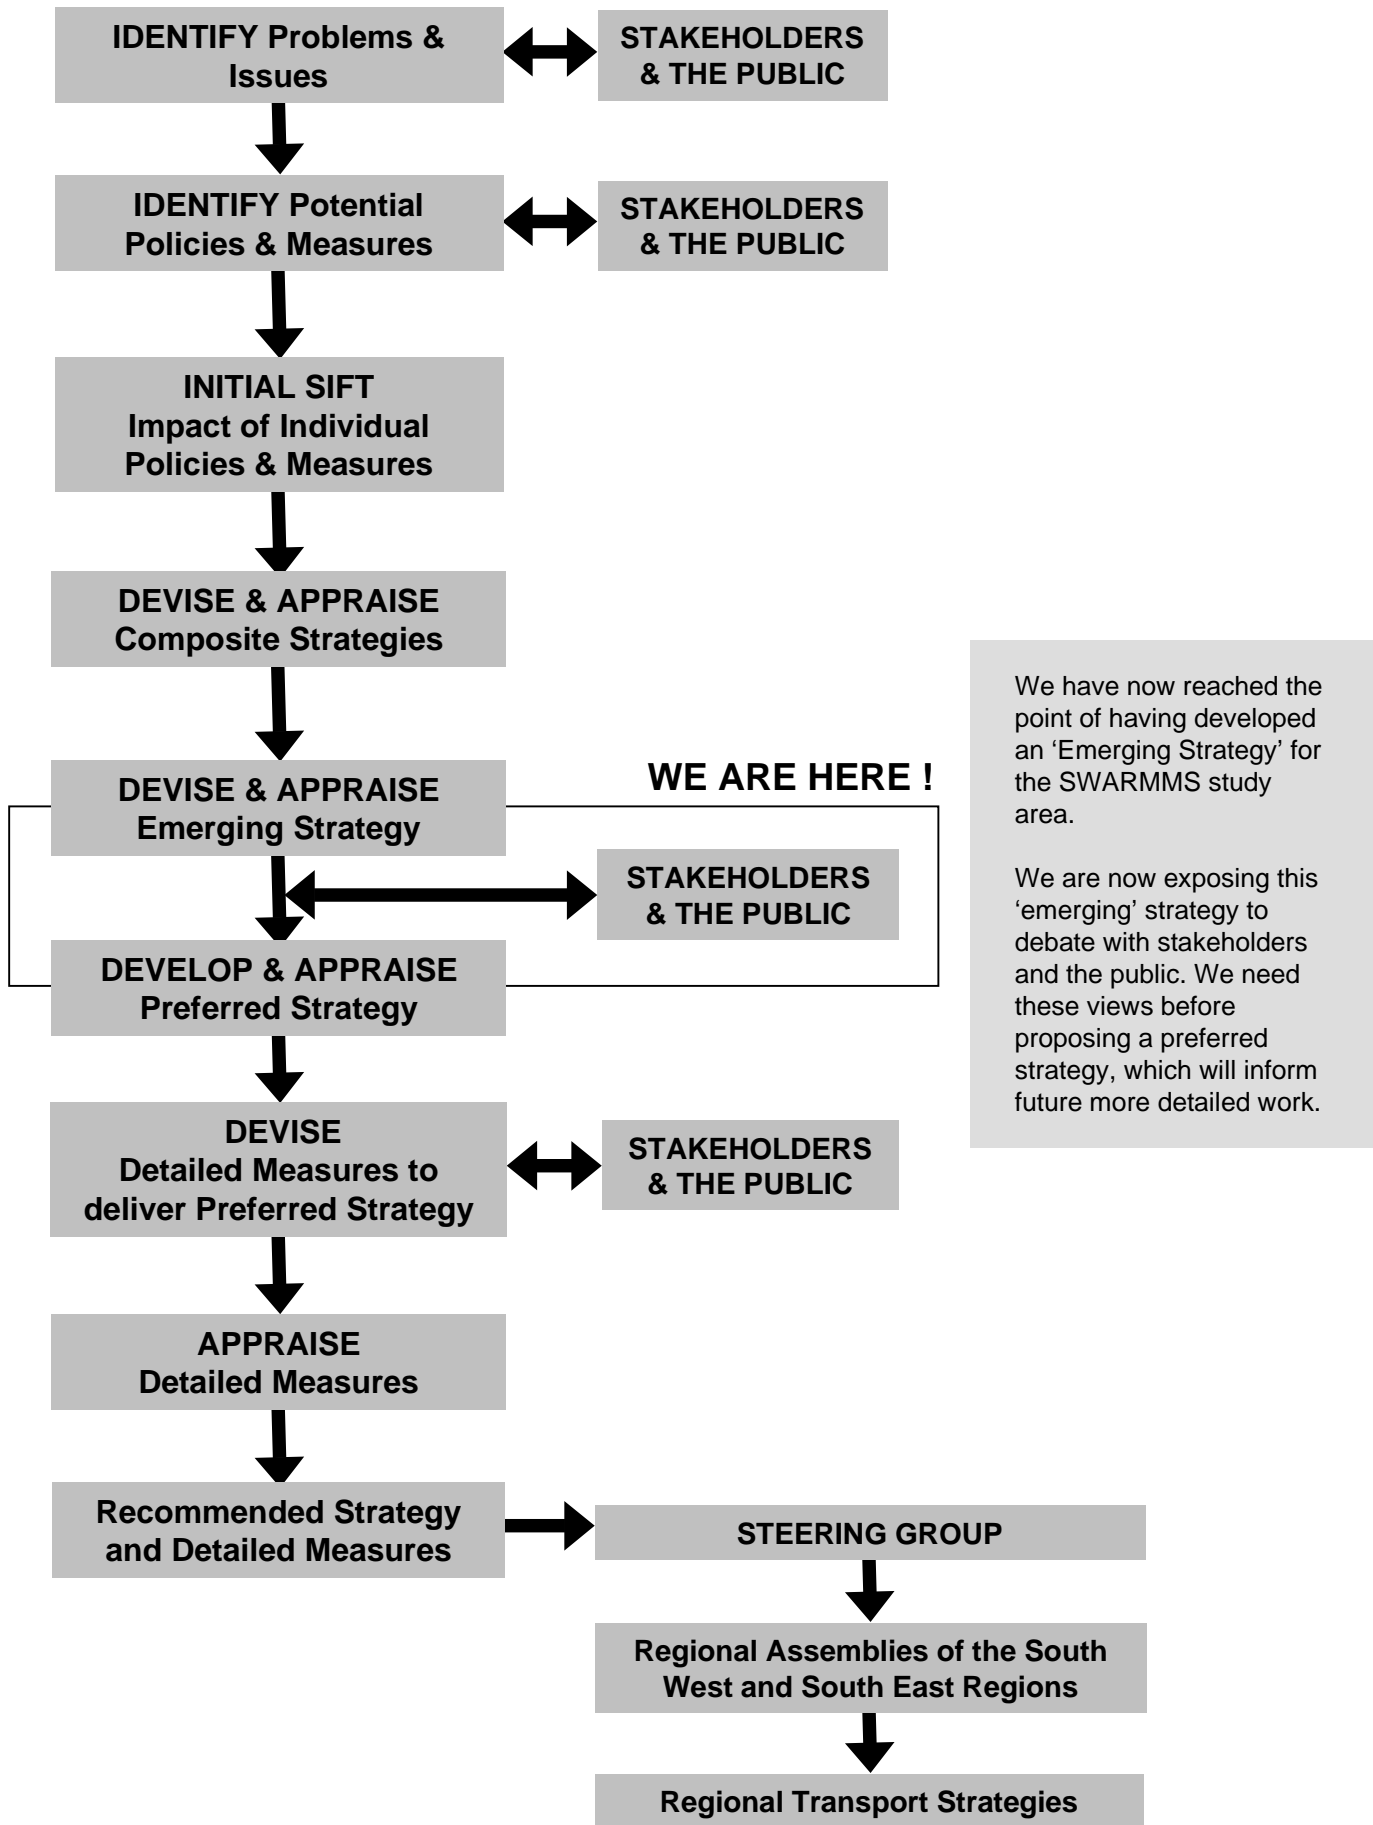 IDENTIFY Problems &
Issues
STAKEHOLDERS
& THE PUBLIC
IDENTIFY Potential
Policies & Measures
STAKEHOLDERS
& THE PUBLIC
INITIAL SIFT
Impact of Individual
Policies & Measures
DEVISE & APPRAISE
Composite Strategies
DEVISE & APPRAISE
Emerging Strategy
WE ARE HERE !
STAKEHOLDERS
& THE PUBLIC
DEVELOP & APPRAISE
Preferred Strategy
We have now reached the
point of having developed
an ‘Emerging Strategy’ for
the SWARMMS study
area.
We are now exposing this
‘emerging’ strategy to
debate with stakeholders
and the public. We need
these views before
proposing a preferred
strategy, which will inform
future more detailed work.
DEVISE
Detailed Measures to
deliver Preferred Strategy
STAKEHOLDERS
& THE PUBLIC
APPRAISE
Detailed Measures
Recommended Strategy
and Detailed Measures
STEERING GROUP
Regional Assemblies of the South
West and South East Regions
Regional Transport Strategies